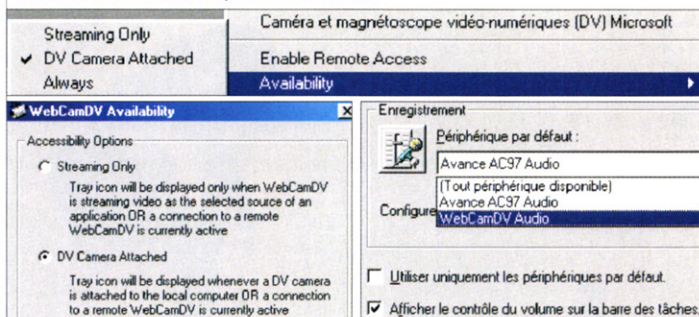 Streaming Only
DV Camera Attached
Always
Caméra et magnétoscope vidéo-numériques (DV) Microsoft
Enable Remote Access
Availability
WebCamDV Availability
Accessibility Options
Streaming Only
Tray icon will be displayed only when WebCamDV
is streaming video as the selected source of an
application OR a connection to a remote
WebCamDV is currently active
DV Camera Attached
Tray icon will be displayed whenever a DV camera
is attached to the local computer OR a connection
to a remote WebCamDV is currently active
Enregistrement
Périphérique par défaut :
Avance AC97 Audio
(Tout périphérique disponible)
Avance AC97 Audio
Configure
WebCamDV Audio
Utiliser uniquement les périphériques par défaut.
Afficher le contrôle du volume sur la barre des tâches.